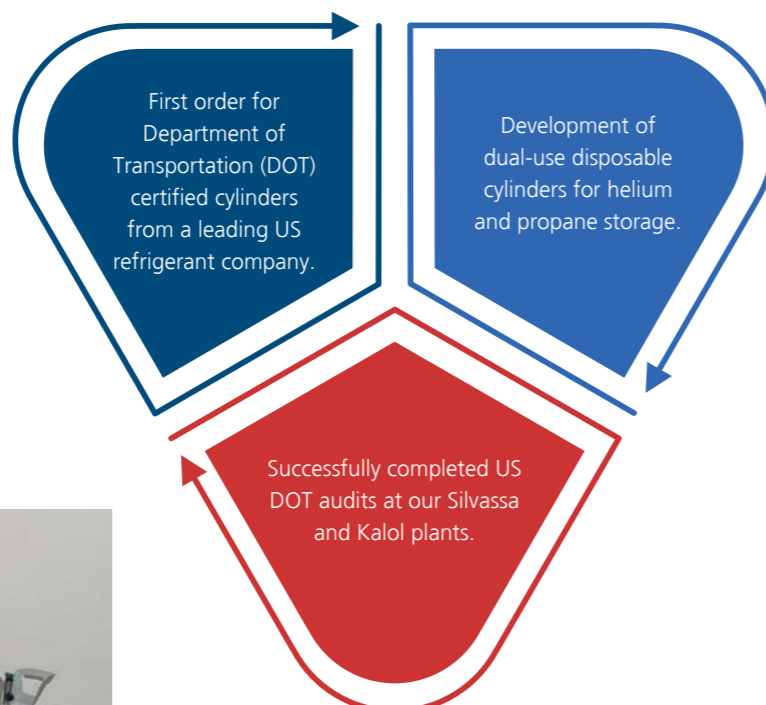 First order for
Department of
Transportation (DOT)
certified cylinders
from a leading US
refrigerant company.
Development of
dual-use disposable
cylinders for helium
and propane storage.
Successfully completed US
DOT audits at our Silvassa
and Kalol plants.